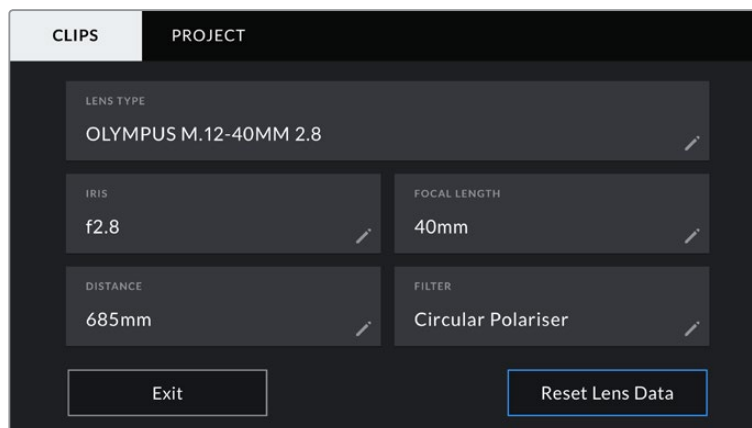 CLIPS PROJECT
LENS TYPE
OLYMPUS M.12-40MM 2.8
IRIS
f2.8
FOCAL LENGTH
40mm
DISTANCE
685mm
FILTER
Circular Polariser
Exit
Reset Lens Data